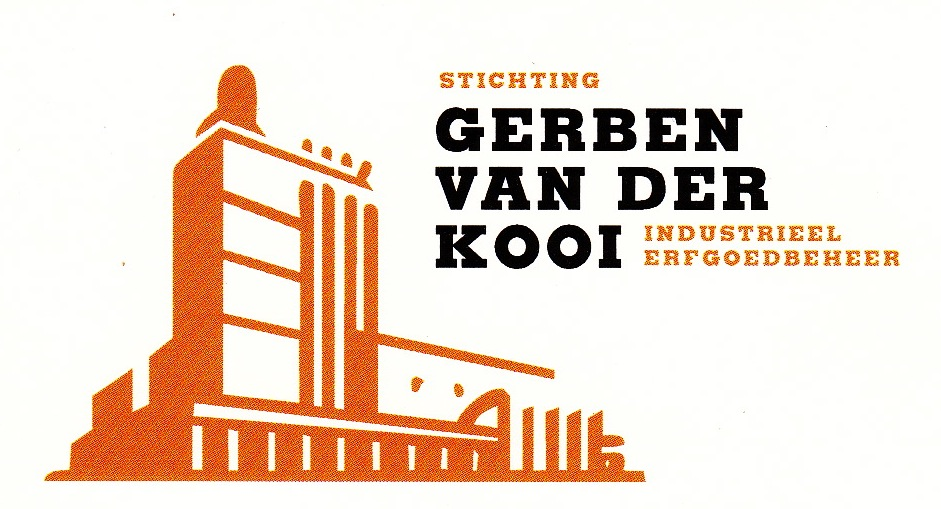 STICHTING
GERBEN
VAN DER
KOOI
INDUSTRIEEL
ERFGOEDBEHEER